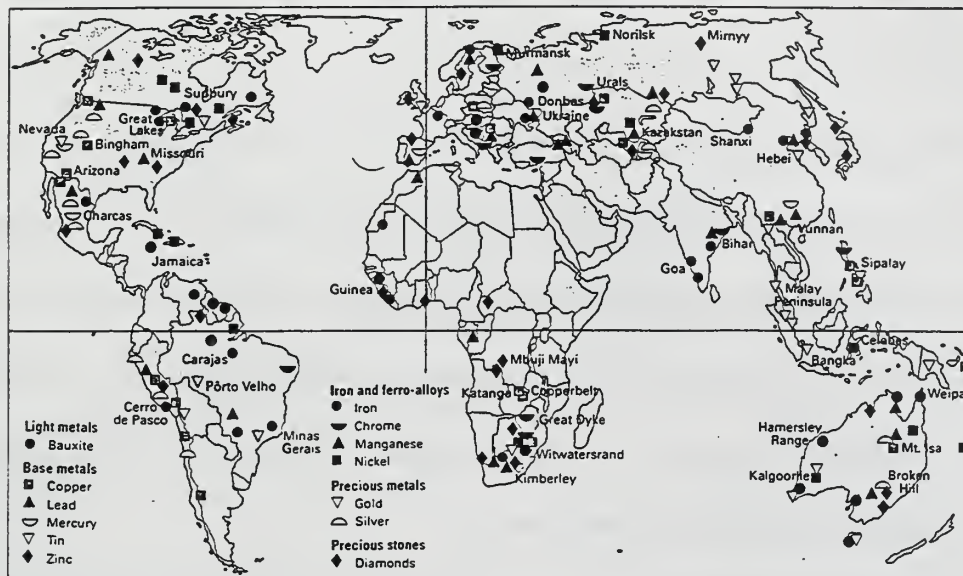 Norilsk
Mirnyy
Murmansk
Sudbury
Urals
Donbas
Ukraine
Great
Lakes
Nevada
Kazakstan
Bingham
Missouri
Shanxi
Hebei
Arizona
Charcas
Yunnan
Bihar
Jamaica
Goa
Sipalay
Guinea
Malay
Peninsula
Celebes
Carajas
Mbuji Mayi
Bangka
Pôrto Velho
Katanga
Copperbelt
Weipa
Cerro
de Pasco
Great Dyke
Hamersley
Range
Minas
Gerais
Witwatersrand
Mt. Isa
Kimberley
Kalgoorlie
Broken
Hill
Light metals
Bauxite
Base metals
Copper
Lead
Mercury
Tin
Zinc
Iron and ferro-alloys
Iron
Chrome
Manganese
Nickel
Precious metals
Gold
Silver
Precious stones
Diamonds